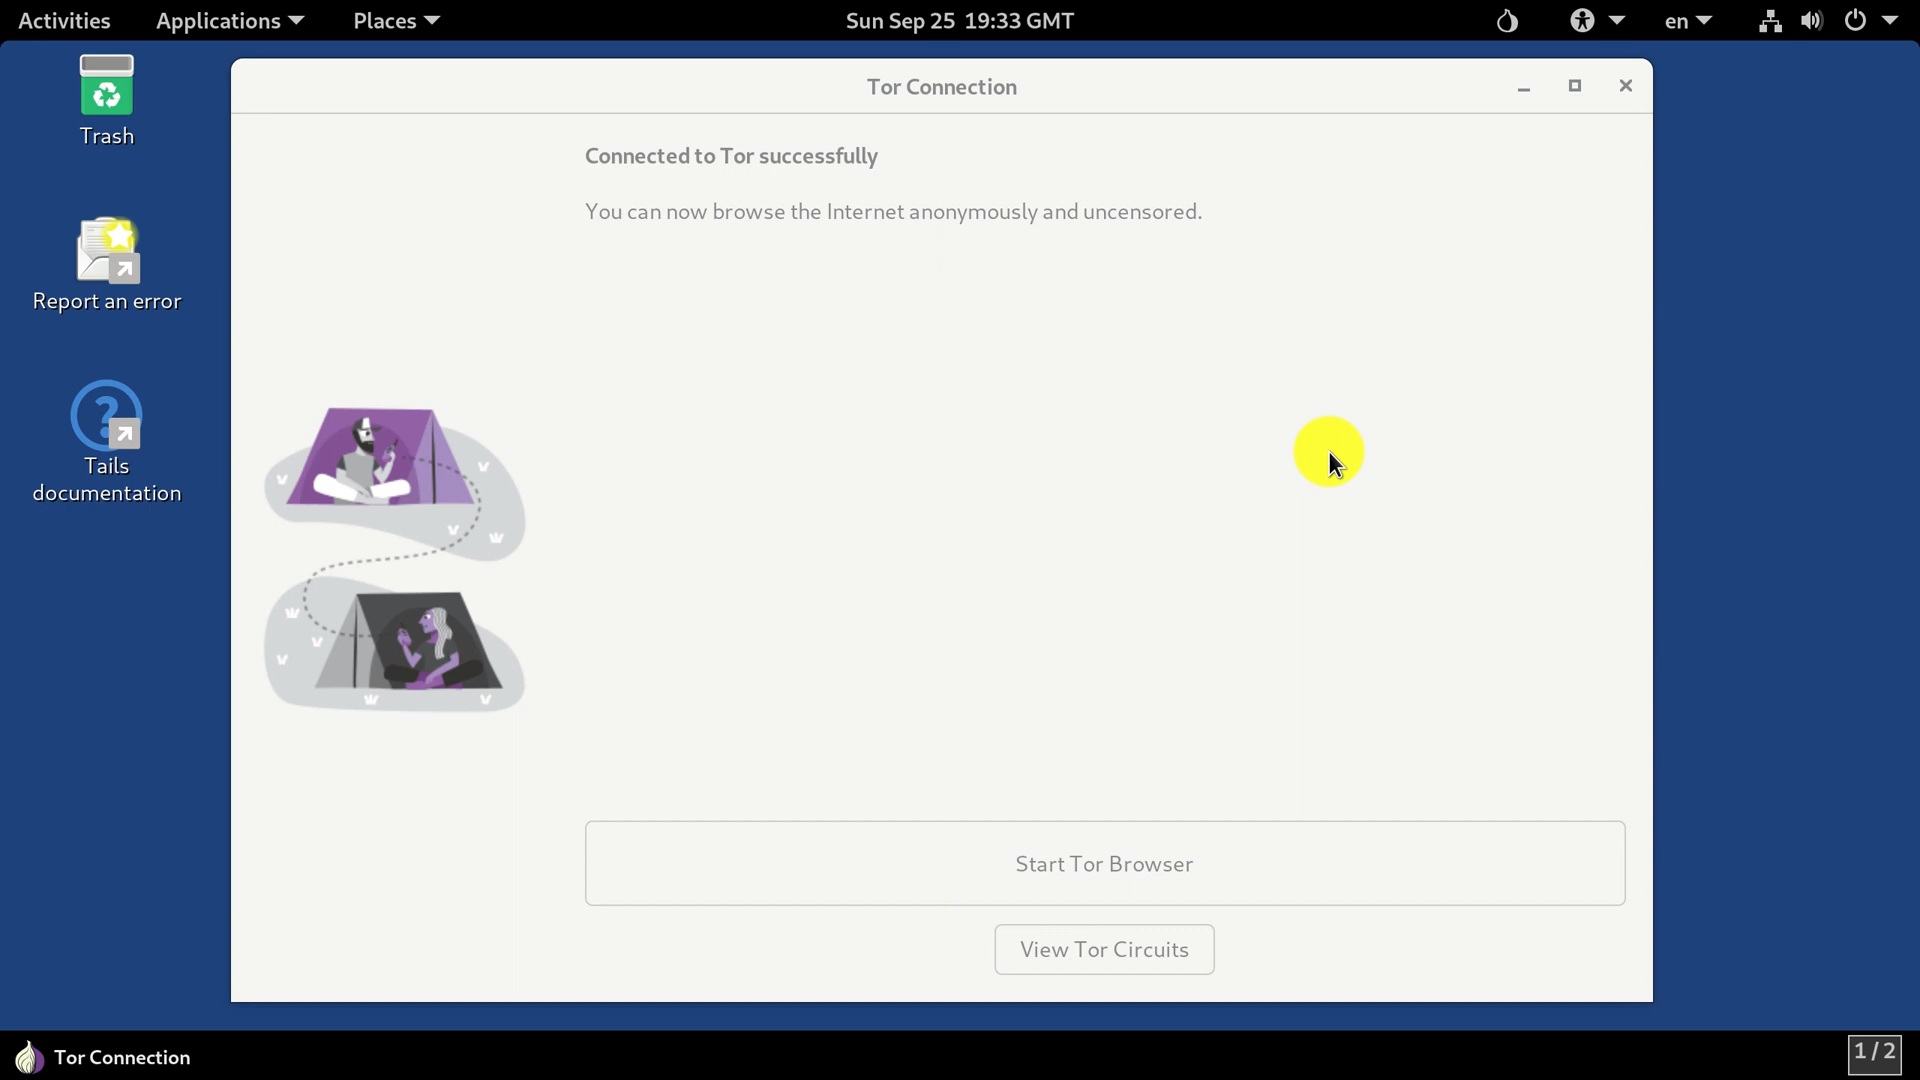 Activities Applications Places Sun Sep 25 19:33 GMT en
Trash
Report an error
Tails
documentation
Tor Connection
Connected to Tor successfully
You can now browse the Internet anonymously and uncensored.
Start Tor Browser
View Tor Circuits
Tor Connection 1/2